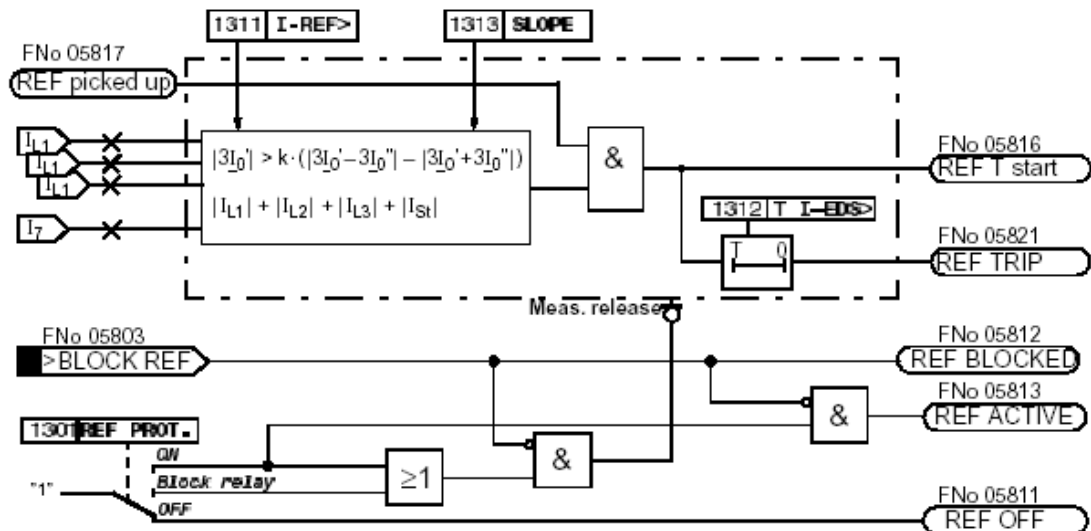 1311 I-REF>
1313 SLOPE
FNo 05817
REF picked up
IL1
IL1
IL1
I7
|3I0'| > k·(|3I0'−3I0"| − |3I0'+3I0"|)
|IL1| + |IL2| + |IL3| + |ISt|
&
FNo 05816
REF T start
1312 T I-EDS>
T 0
FNo 05821
REF TRIP
Meas. release
FNo 05803
>BLOCK REF
FNo 05812
REF BLOCKED
FNo 05813
REF ACTIVE
&
1301 REF PROT.
ON
Block relay
OFF
"1"
≥1
&
FNo 05811
REF OFF